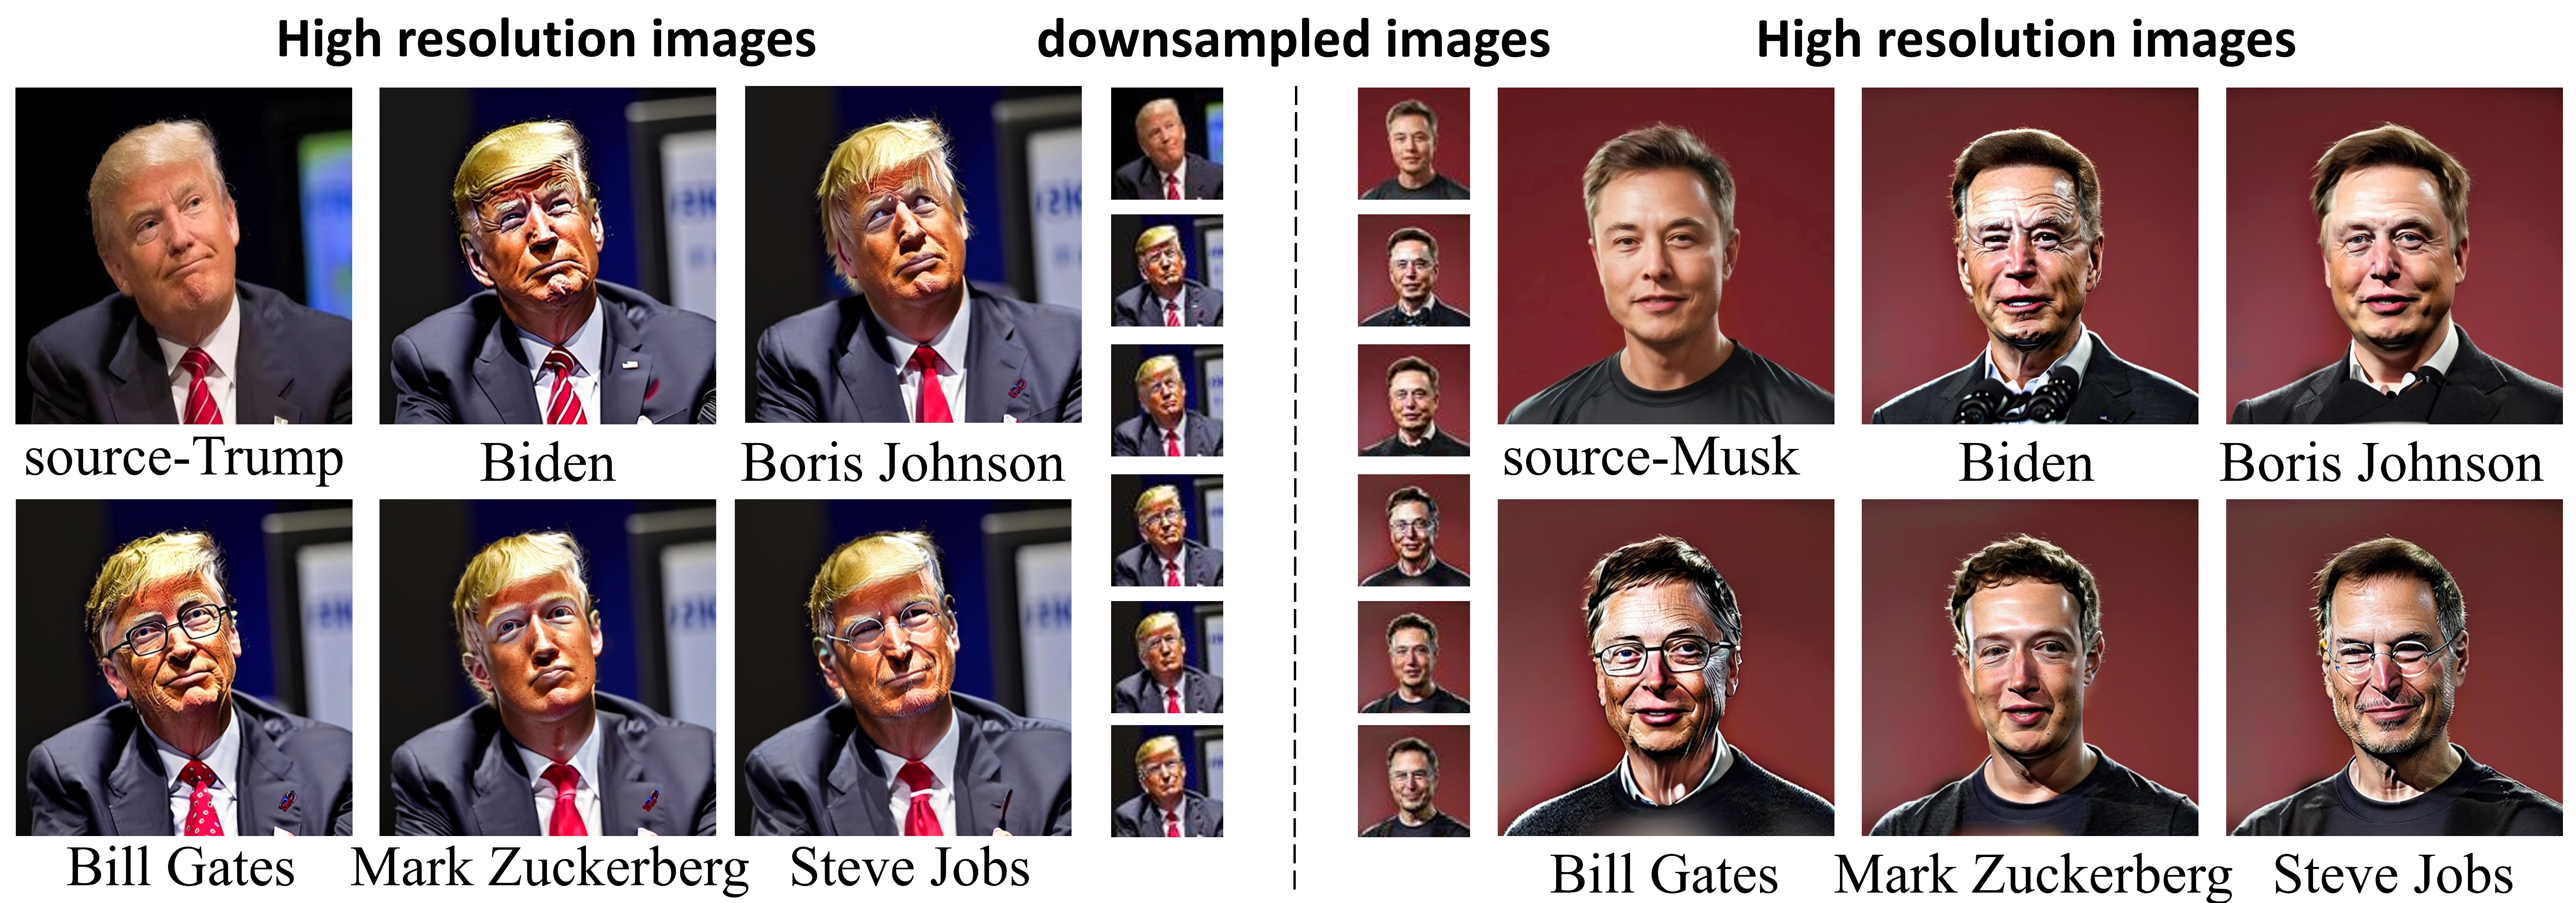 High resolution images
downsampled images
High resolution images
source-Trump
Biden
Boris Johnson
source-Musk
Biden
Boris Johnson
Bill Gates
Mark Zuckerberg
Steve Jobs
Bill Gates
Mark Zuckerberg
Steve Jobs